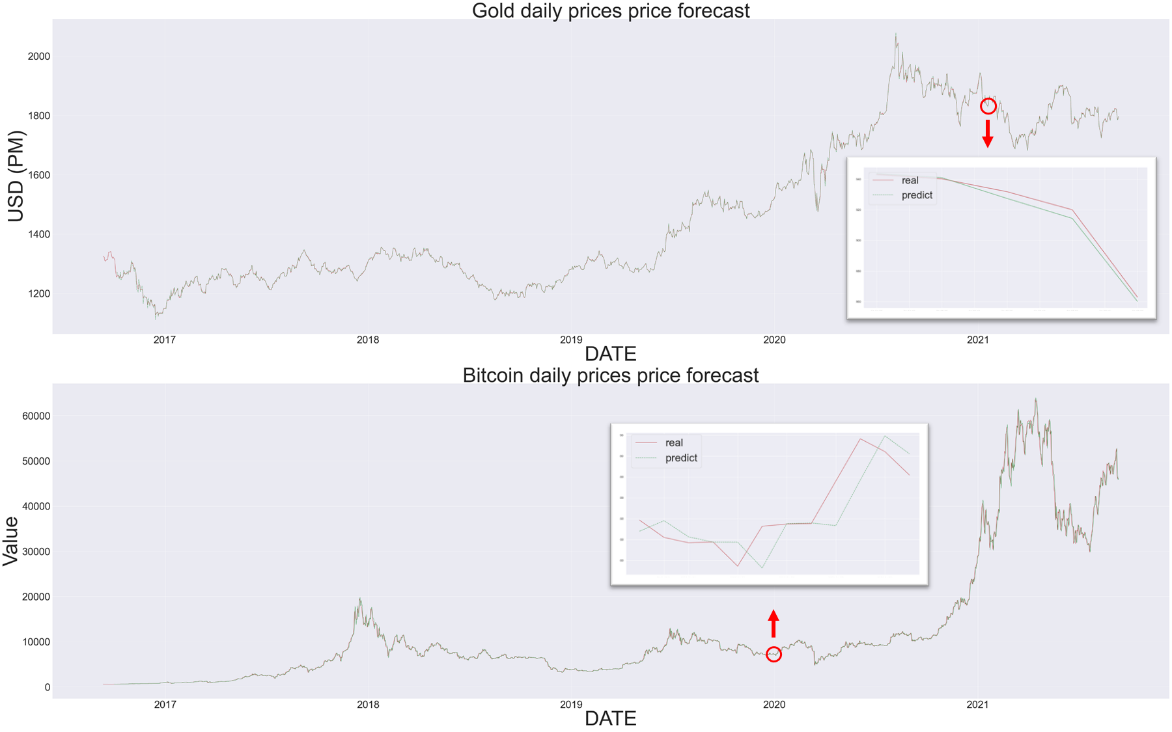 Gold daily prices price forecast
USD (PM)
2000
1800
1600
1400
1200
real
predict
2017
2018
2019
2020
2021
DATE
Bitcoin daily prices price forecast
Value
60000
50000
40000
30000
20000
10000
0
real
predict
2017
2018
2019
2020
2021
DATE